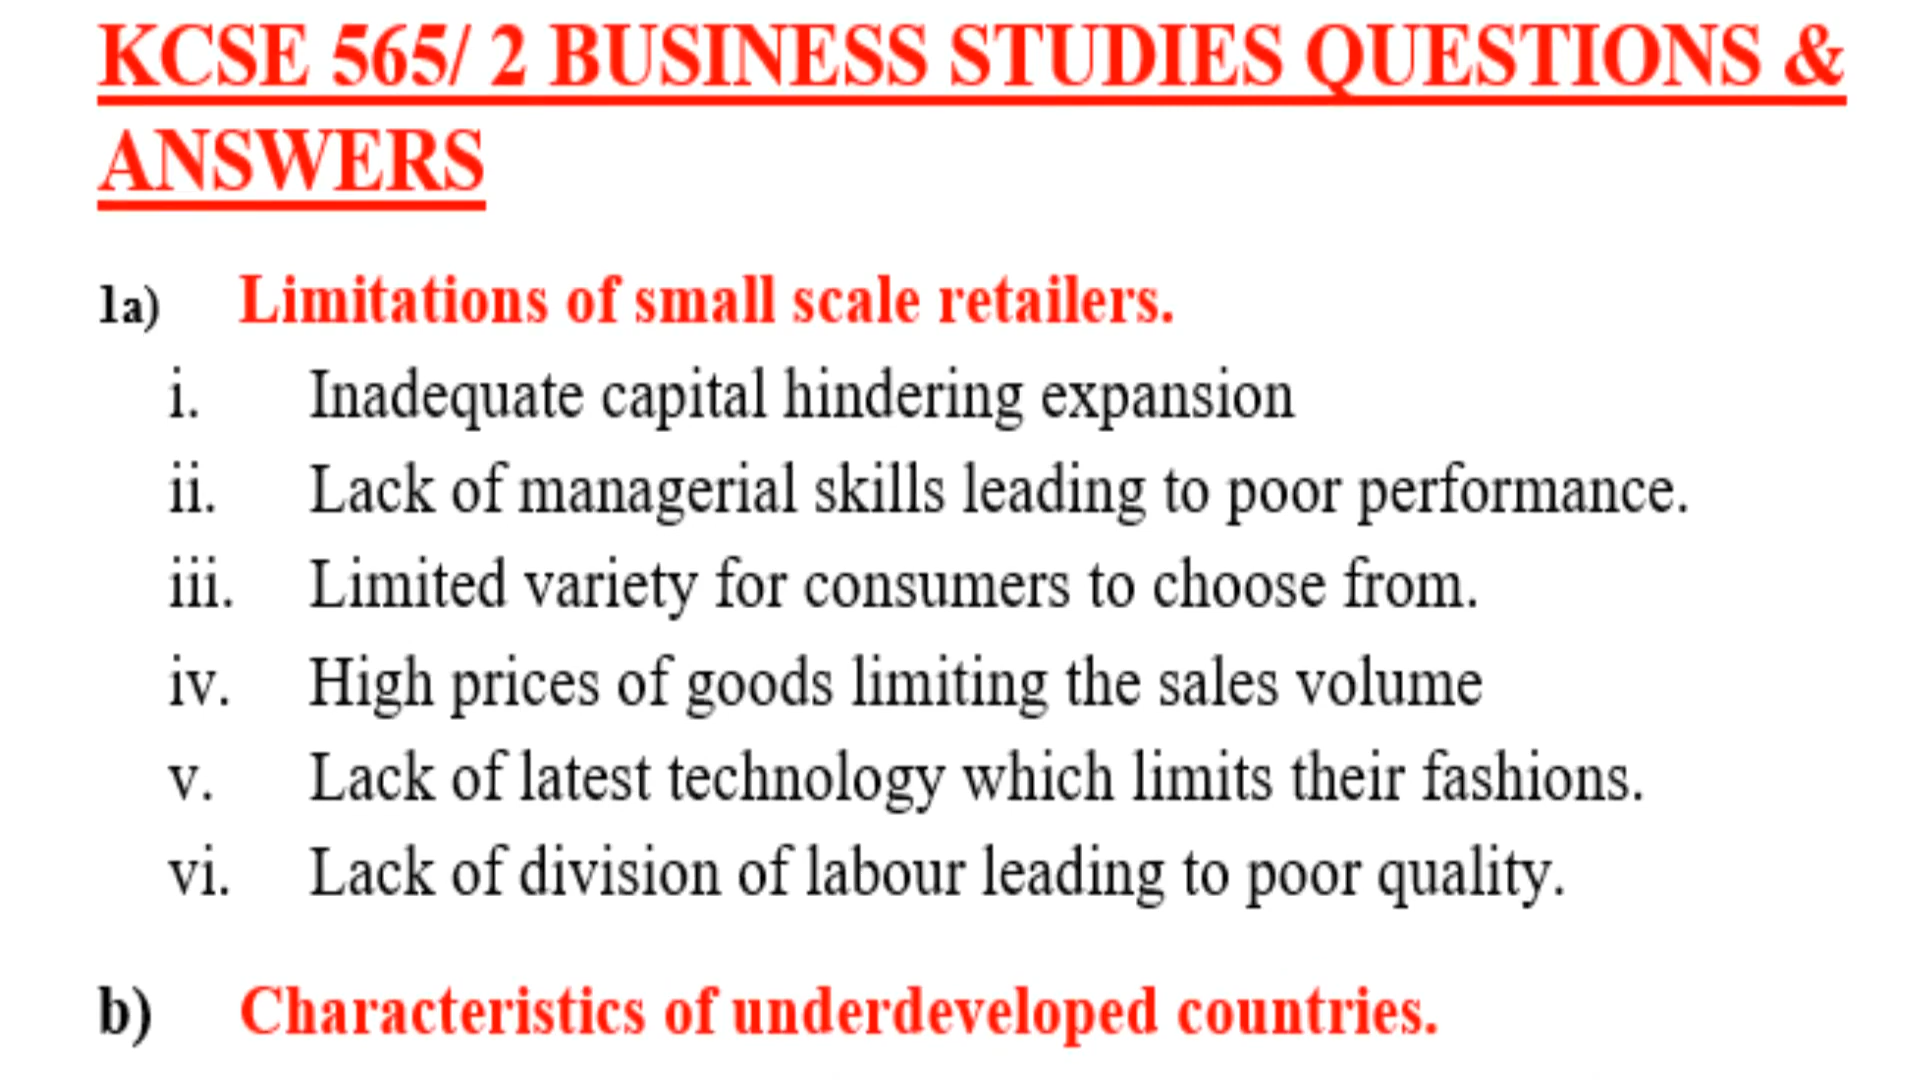 KCSE 565/ 2 BUSINESS STUDIES QUESTIONS &
ANSWERS
1a) Limitations of small scale retailers.
i. Inadequate capital hindering expansion
ii. Lack of managerial skills leading to poor performance.
iii. Limited variety for consumers to choose from.
iv. High prices of goods limiting the sales volume
v. Lack of latest technology which limits their fashions.
vi. Lack of division of labour leading to poor quality.
b) Characteristics of underdeveloped countries.